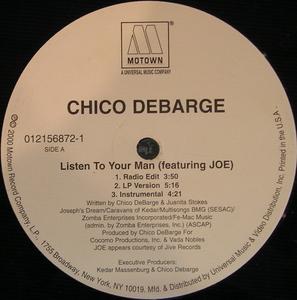 MOTOWN
A UNIVERSAL MUSIC COMPANY
CHICO DEBARGE
012156872-1
SIDE A
Listen To Your Man (featuring JOE)
1. Radio Edit 3:50
2. LP Version 5:16
3. Instrumental 4:21
Written by Chico DeBarge & Juanita Stokes
Joseph's Dream/Caravans of Kedar/Multisongs BMG (SESAC)/
Zomba Enterprises Incorporated/Fe-Mac Music
(admin. by Zomba Enterprises, Inc.) (ASCAP)
Produced by Chico DeBarge For
Cocomo Productions, Inc. & Vada Nobles
JOE appears courtesy of Jive Records
Executive Producers:
Kedar Massenburg & Chico Debarge
© 2000 Motown Record Company, L.P., 1755 Broadway, New York, NY 10019. Mktd. & Distributed by Universal Music & Video Distribution, Inc. Printed in the U.S.A.